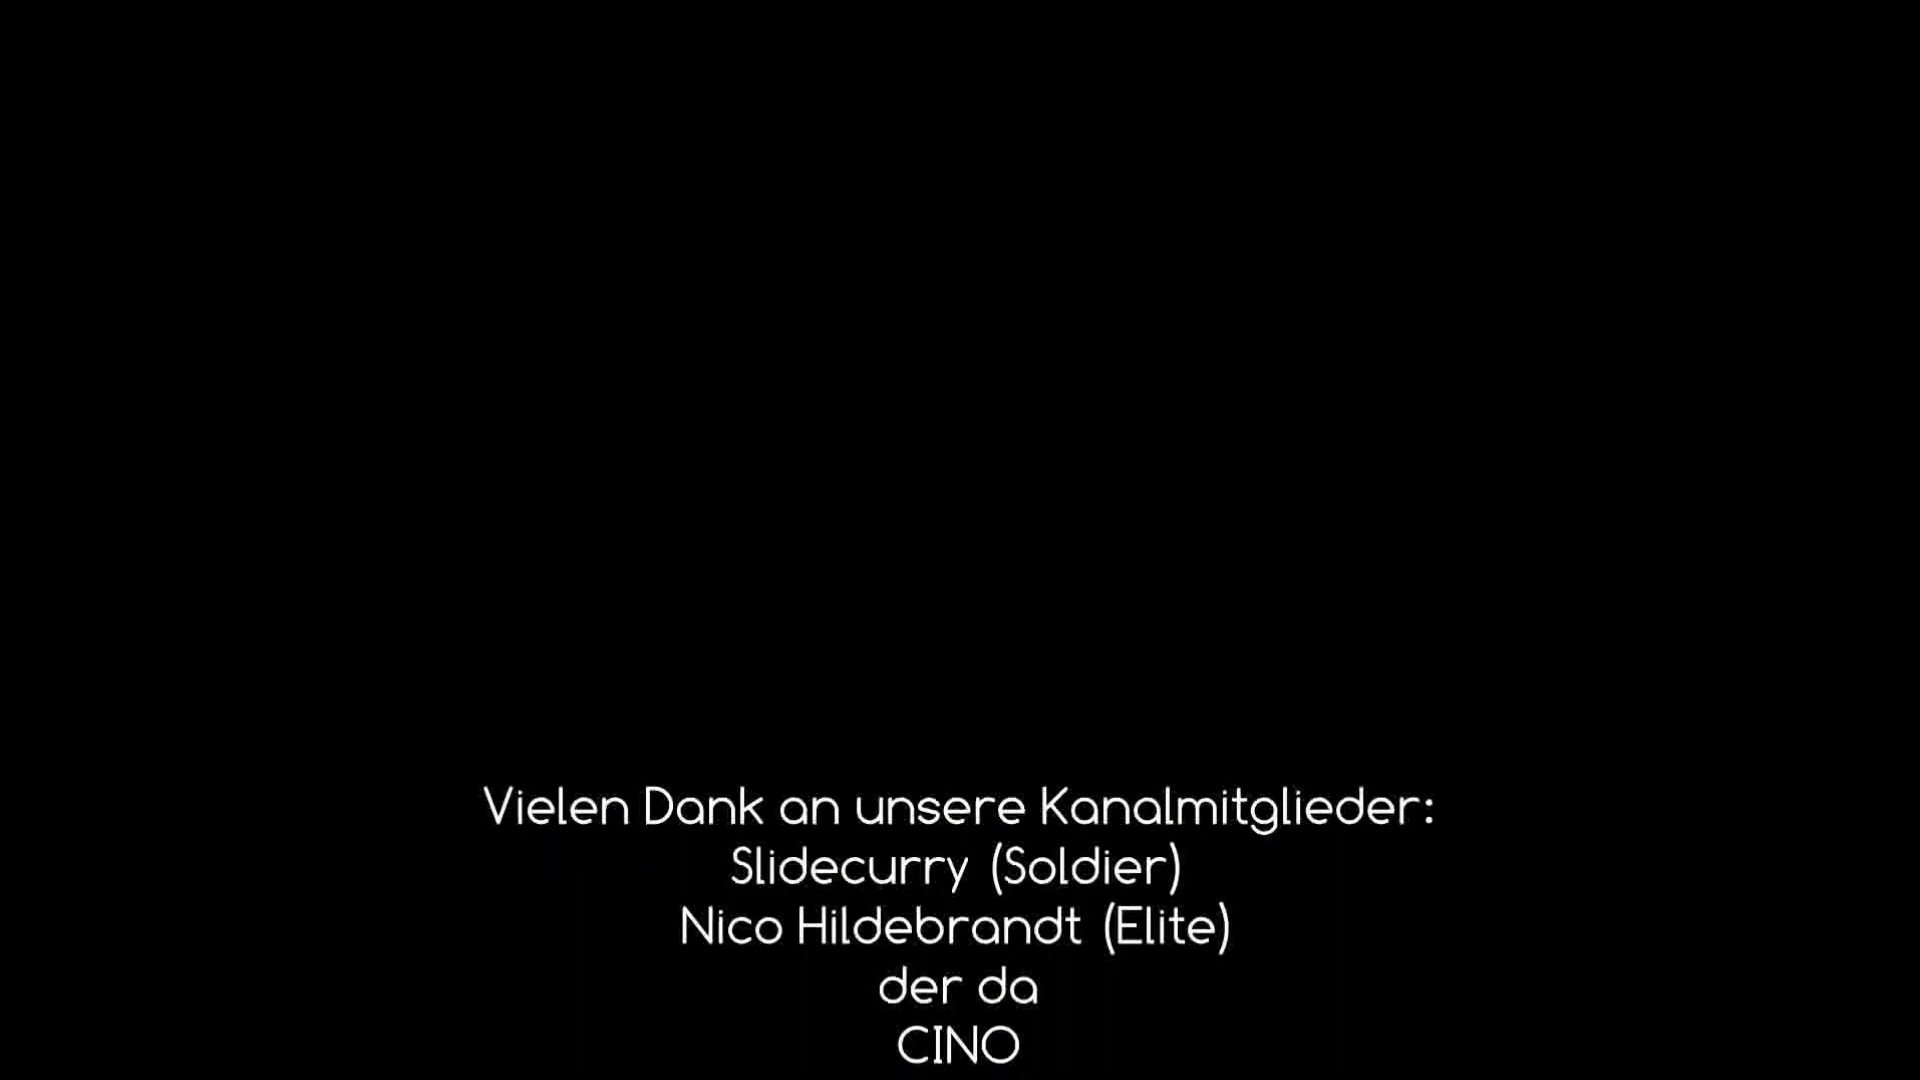 Vielen Dank an unsere Kanalmitglieder:
Slidecurry (Soldier)
Nico Hildebrandt (Elite)
der da
CINO